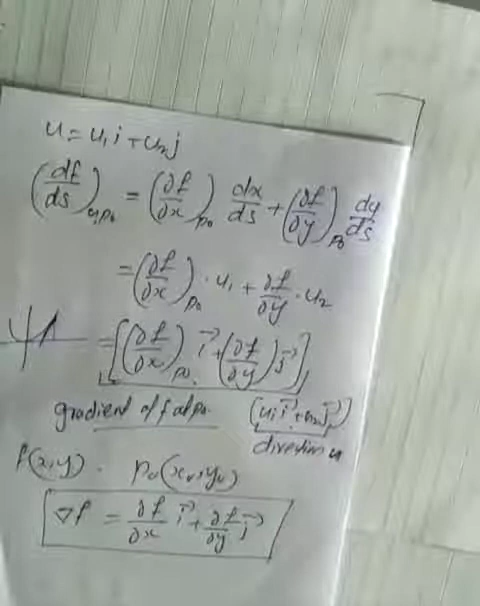 u = u₁i + u₂j
(df/ds)u,p₀ = (∂f/∂x)p₀ dx/ds + (∂f/∂y)p₀ dy/ds
= (∂f/∂x)p₀ · u₁ + ∂f/∂y · u₂
= [(∂f/∂x)p₀ i⃗ + (∂f/∂y) j⃗]
gradient of f at p₀ (u₁i⃗ + u₂j⃗)
direction u
f(x,y) · p₀(x₀,y₀)
∇f = ∂f/∂x i⃗ + ∂f/∂y j⃗